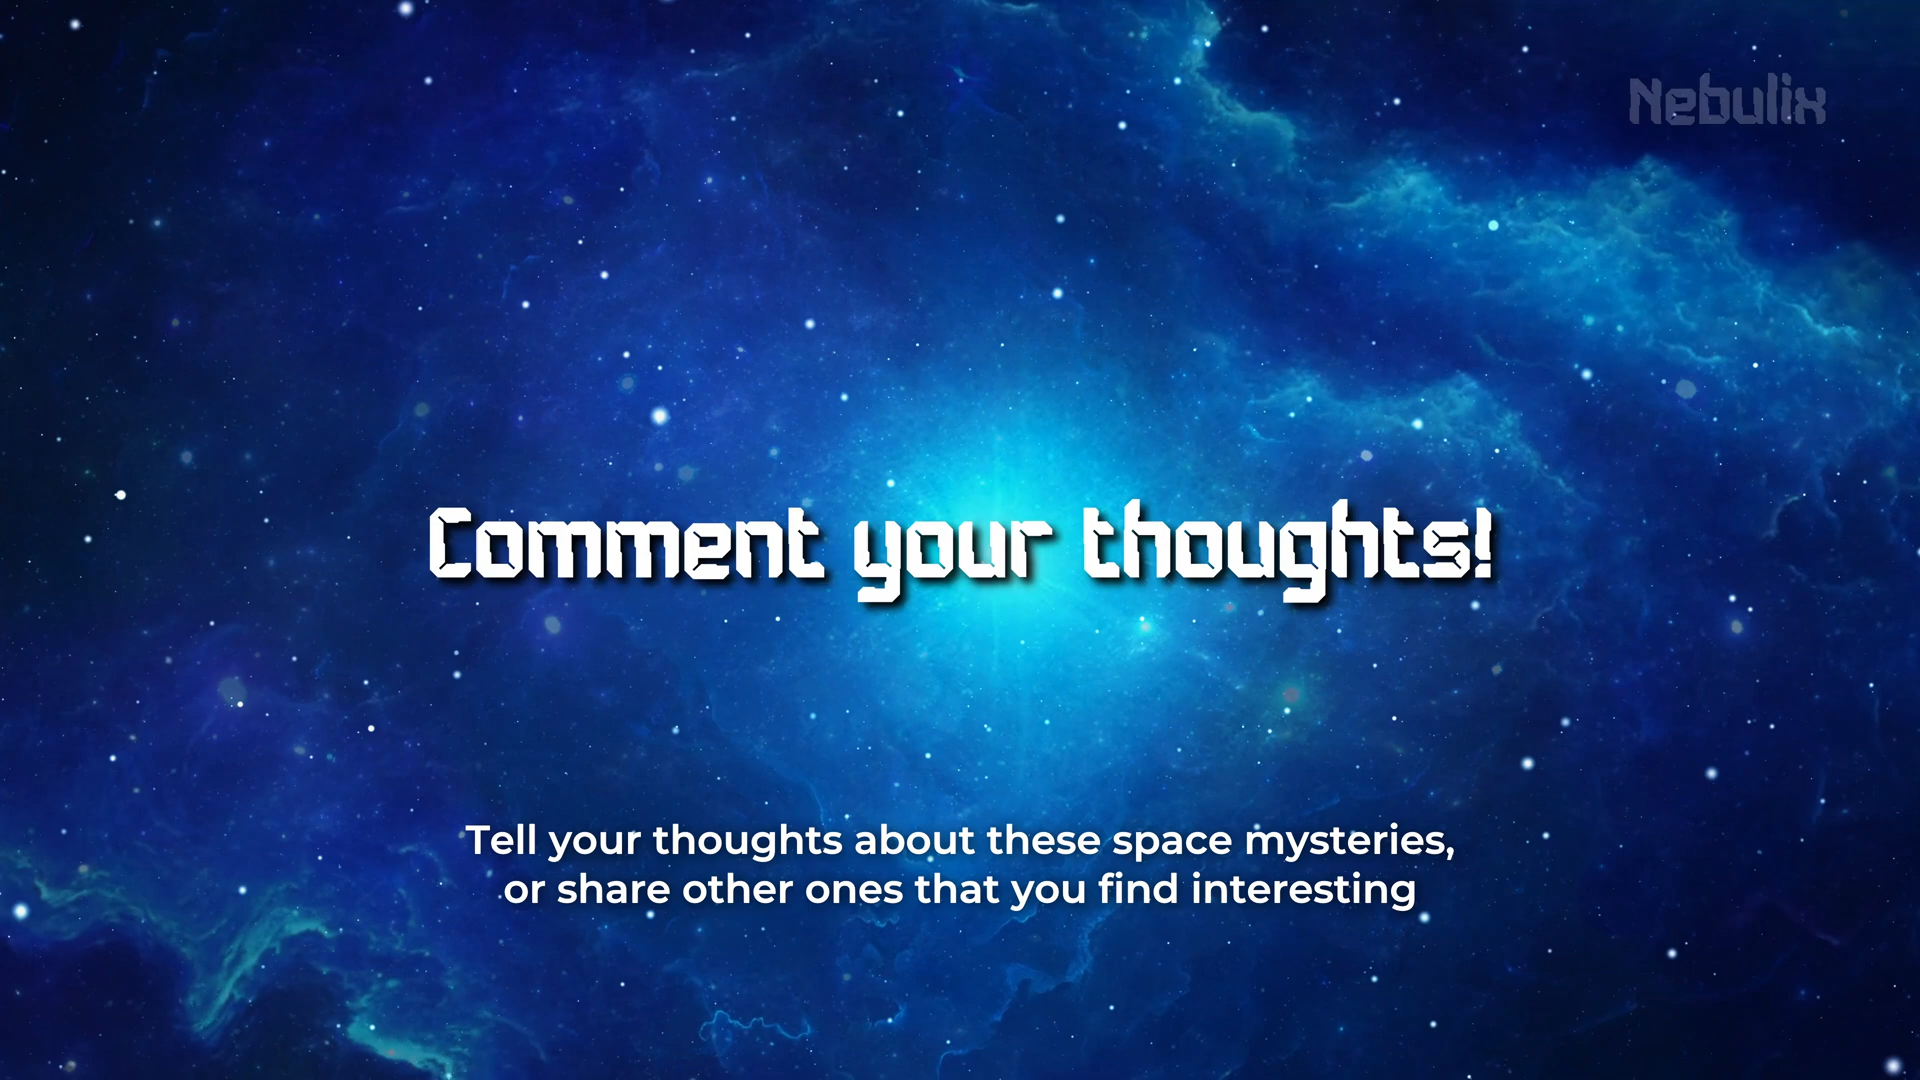 Nebulix
Comment your thoughts!
Tell your thoughts about these space mysteries,
or share other ones that you find interesting